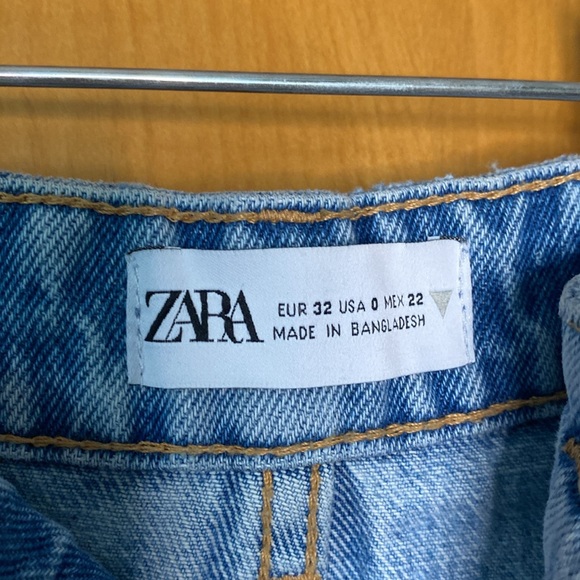 ZARA
EUR 32 USA 0 MEX 22
MADE IN BANGLADESH